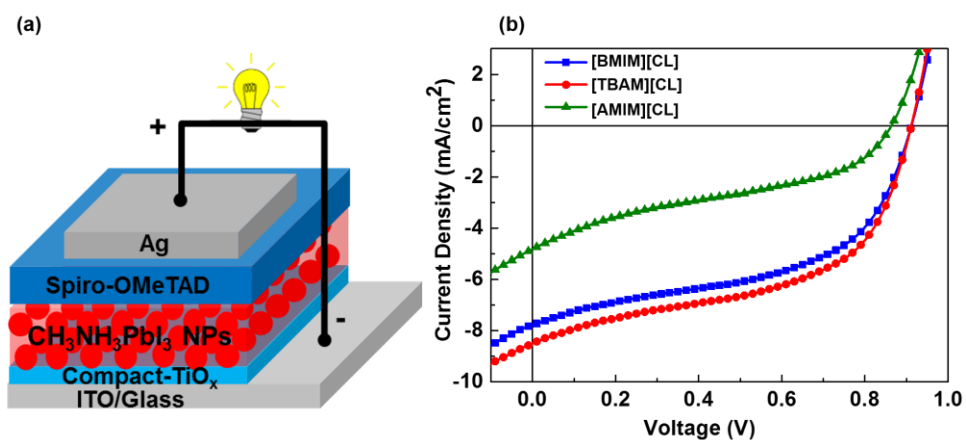 (a)
+
Ag
Spiro-OMeTAD
CH₃NH₃PbI₃ NPs
-
Compact-TiOₓ
ITO/Glass
(b)
[BMIM][CL]
[TBAM][CL]
[AMIM][CL]
Current Density (mA/cm²)
2
0
-2
-4
-6
-8
-10
0.0 0.2 0.4 0.6 0.8 1.0
Voltage (V)